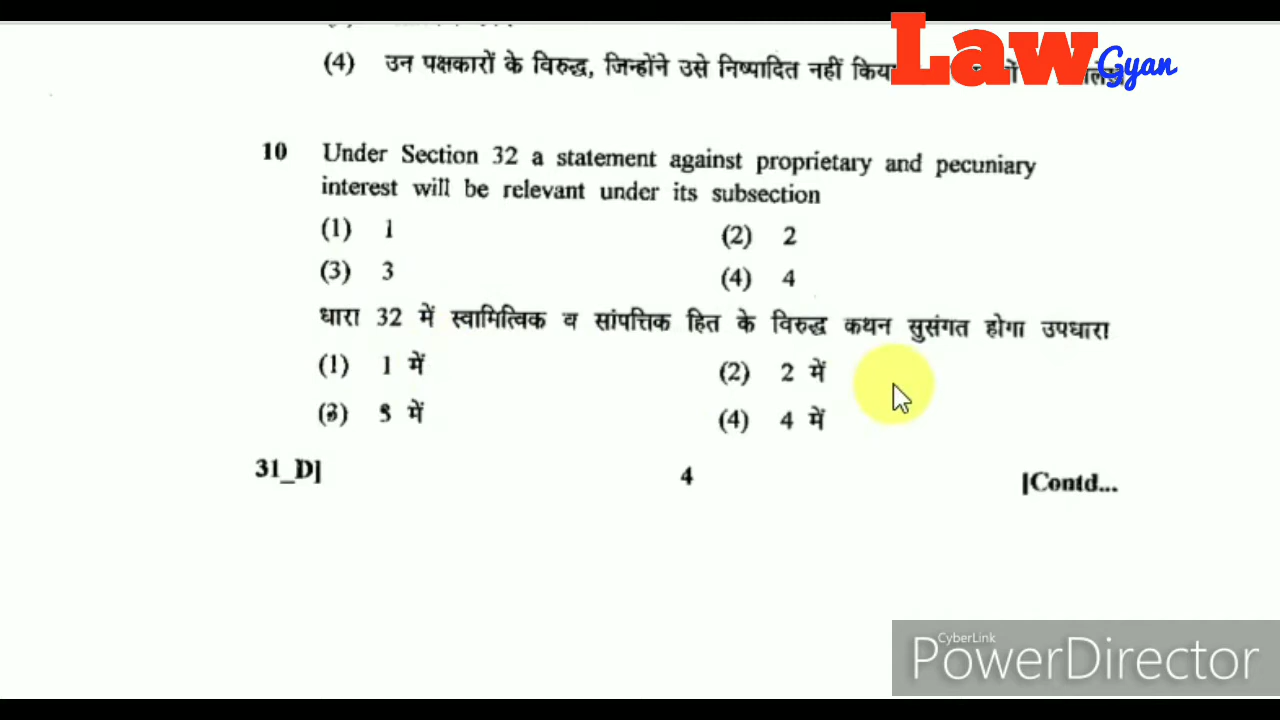 Law Gyan
(4) उन पक्षकारों के विरुद्ध, जिन्होंने उसे निष्पादित नहीं
10 Under Section 32 a statement against proprietary and pecuniary
interest will be relevant under its subsection
(1) 1 (2) 2
(3) 3 (4) 4
धारा 32 में स्वामित्विक व सांपत्तिक हित के विरुद्ध कथन सुसंगत होगा उपधारा
(1) 1 में (2) 2 में
(3) 3 में (4) 4 में
31_D] 4 [Contd...
CyberLink
PowerDirector